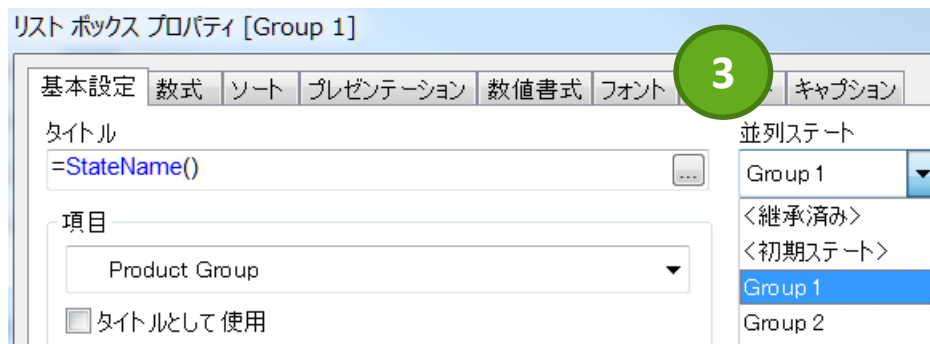 リスト ボックス プロパティ [Group 1]
基本設定 数式 ソート プレゼンテーション 数値書式 フォント 3 キャプション
タイトル 並列ステート
=StateName() ... Group 1
項目 <継承済み>
Product Group <初期ステート>
Group 1
タイトルとして使用 Group 2